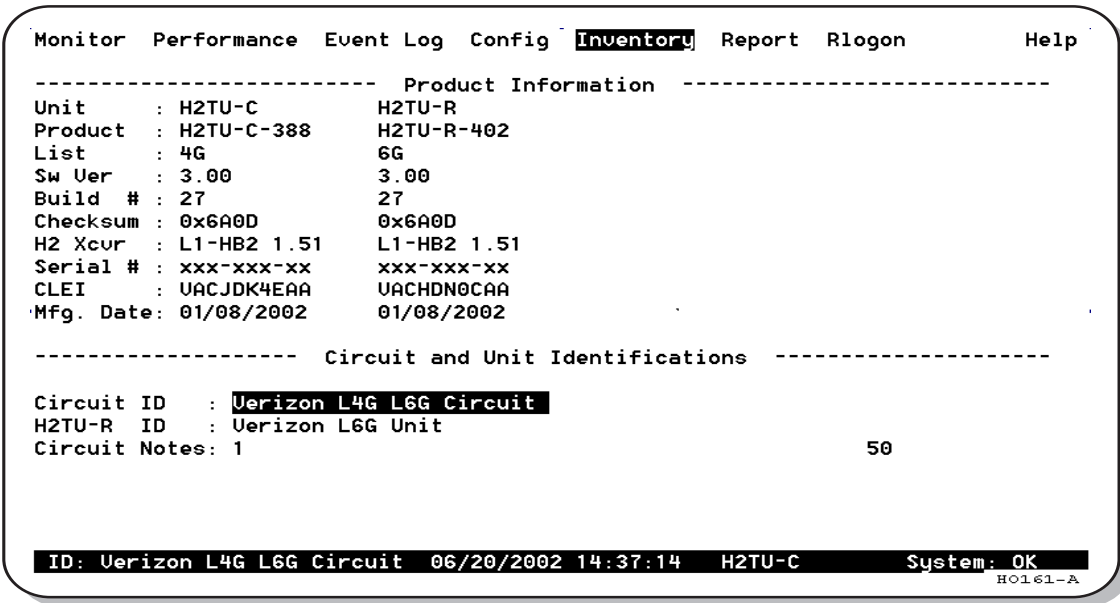 Monitor  Performance  Event Log  Config  Inventory  Report  Rlogon  Help
-------------------------- Product Information ----------------------------
Unit     : H2TU-C      H2TU-R
Product  : H2TU-C-388  H2TU-R-402
List     : 4G          6G
Sw Ver   : 3.00        3.00
Build  # : 27          27
Checksum : 0x6A0D      0x6A0D
H2 Xcvr  : L1-HB2 1.51 L1-HB2 1.51
Serial # : xxx-xxx-xx  xxx-xxx-xx
CLEI     : VACJDK4EAA  VACHDN0CAA
Mfg. Date: 01/08/2002  01/08/2002
-------------------- Circuit and Unit Identifications ---------------------
Circuit ID   : Verizon L4G L6G Circuit
H2TU-R  ID   : Verizon L6G Unit
Circuit Notes: 1  50
ID: Verizon L4G L6G Circuit  06/20/2002 14:37:14  H2TU-C  System: OK
HO161-A